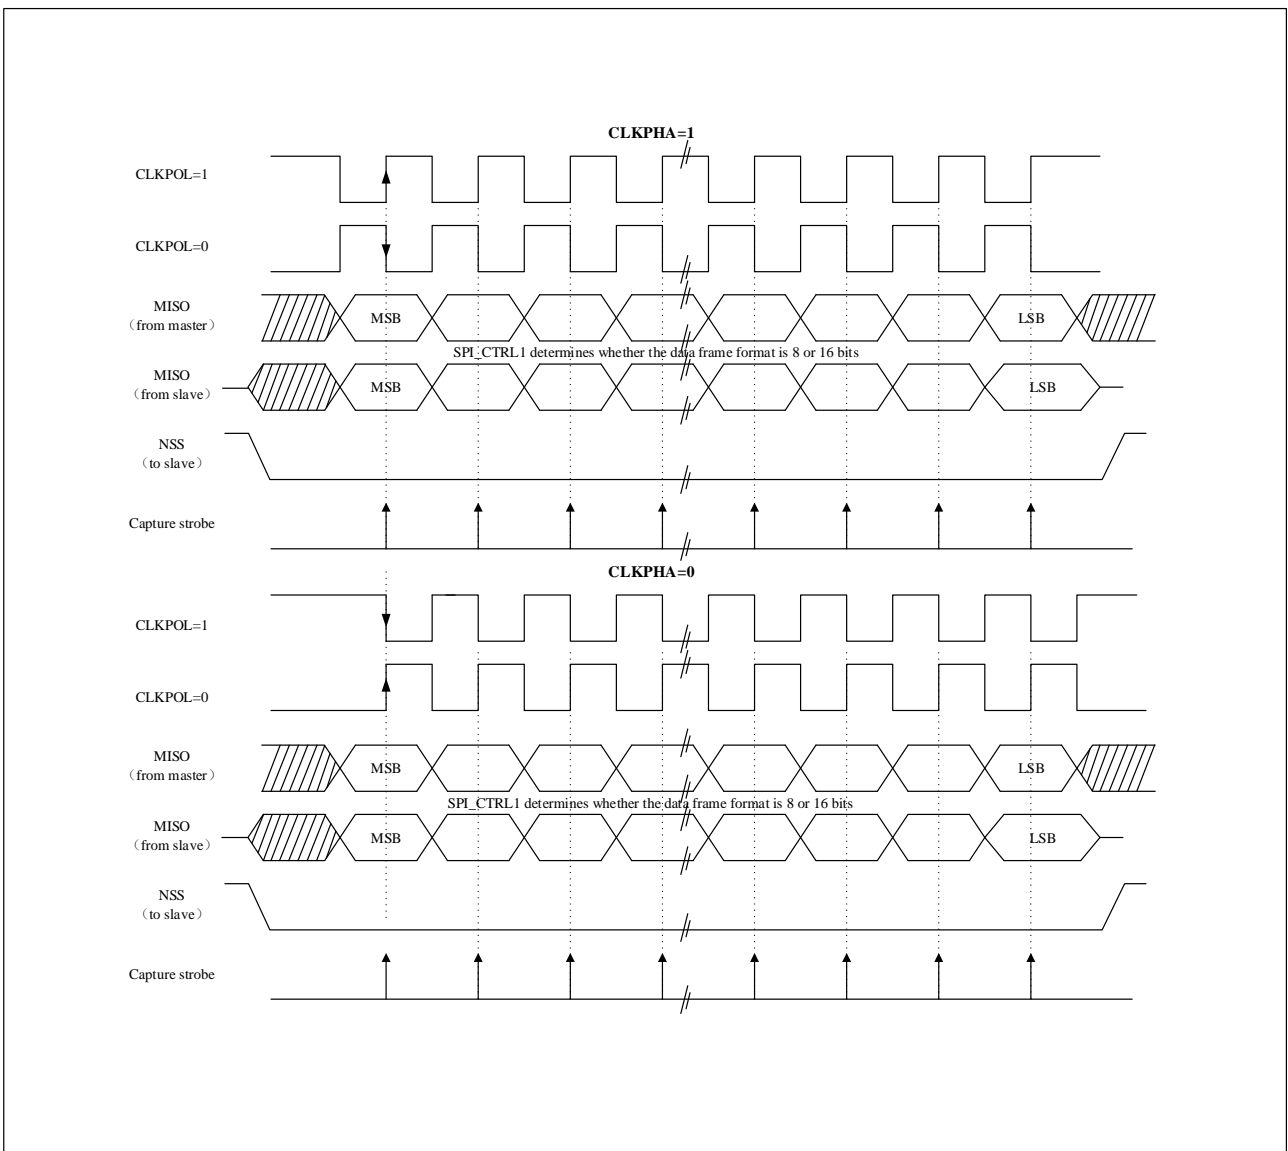 CLKPHA=1
CLKPOL=1
CLKPOL=0
MISO
（from master）
MSB
LSB
SPI_CTRL1 determines whether the data frame format is 8 or 16 bits
MISO
（from slave）
MSB
LSB
NSS
（to slave）
Capture strobe
CLKPHA=0
CLKPOL=1
CLKPOL=0
MISO
（from master）
MSB
LSB
SPI_CTRL1 determines whether the data frame format is 8 or 16 bits
MISO
（from slave）
MSB
LSB
NSS
（to slave）
Capture strobe